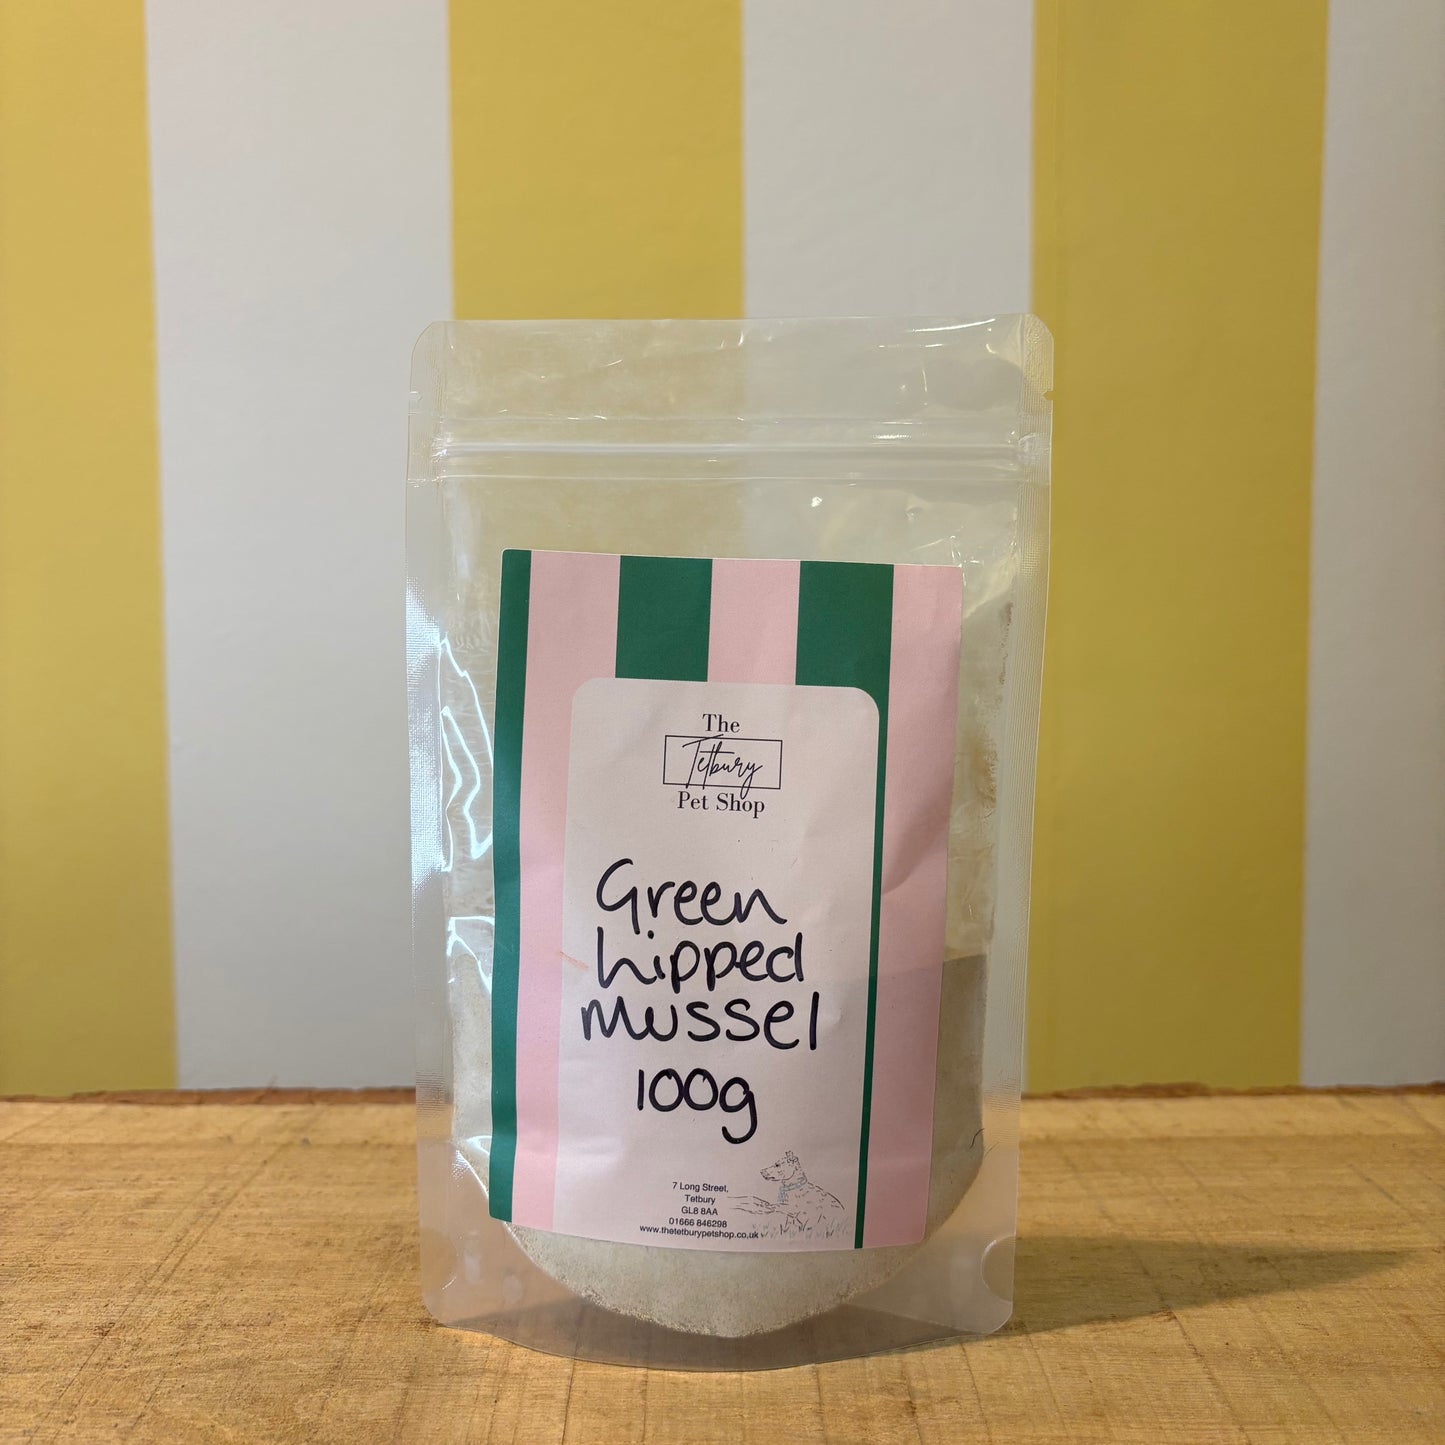 The
Tetbury
Pet Shop
Green
hipped
mussel
100g
7 Long Street,
Tetbury
GL8 8AA
01666 846298
www.thetetburypetshop.co.uk